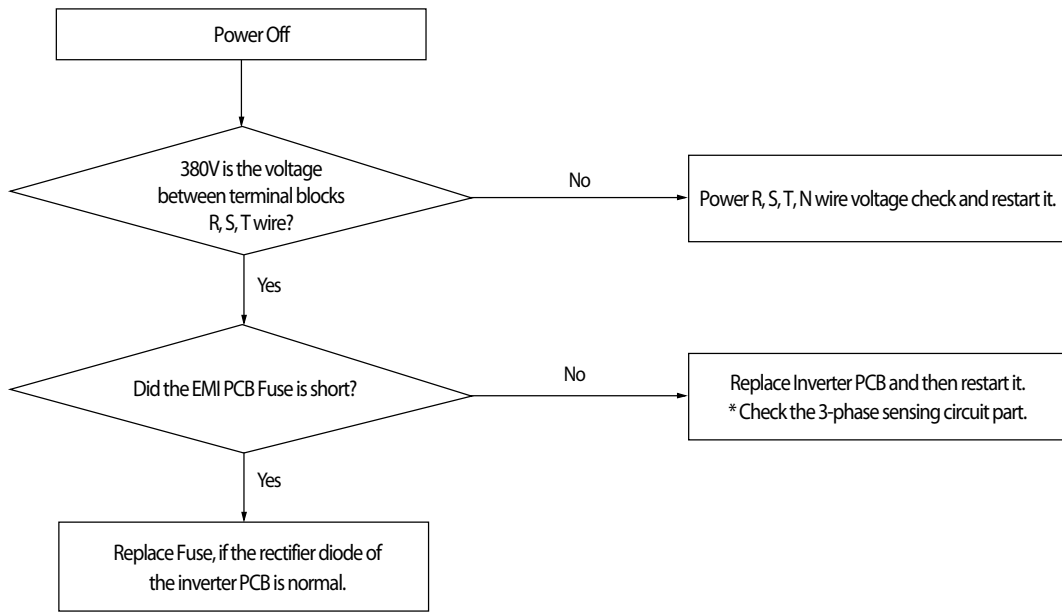 Power Off
380V is the voltage
between terminal blocks
R, S, T wire?
No
Power R, S, T, N wire voltage check and restart it.
Yes
Did the EMI PCB Fuse is short?
No
Replace Inverter PCB and then restart it.
* Check the 3-phase sensing circuit part.
Yes
Replace Fuse, if the rectifier diode of
the inverter PCB is normal.